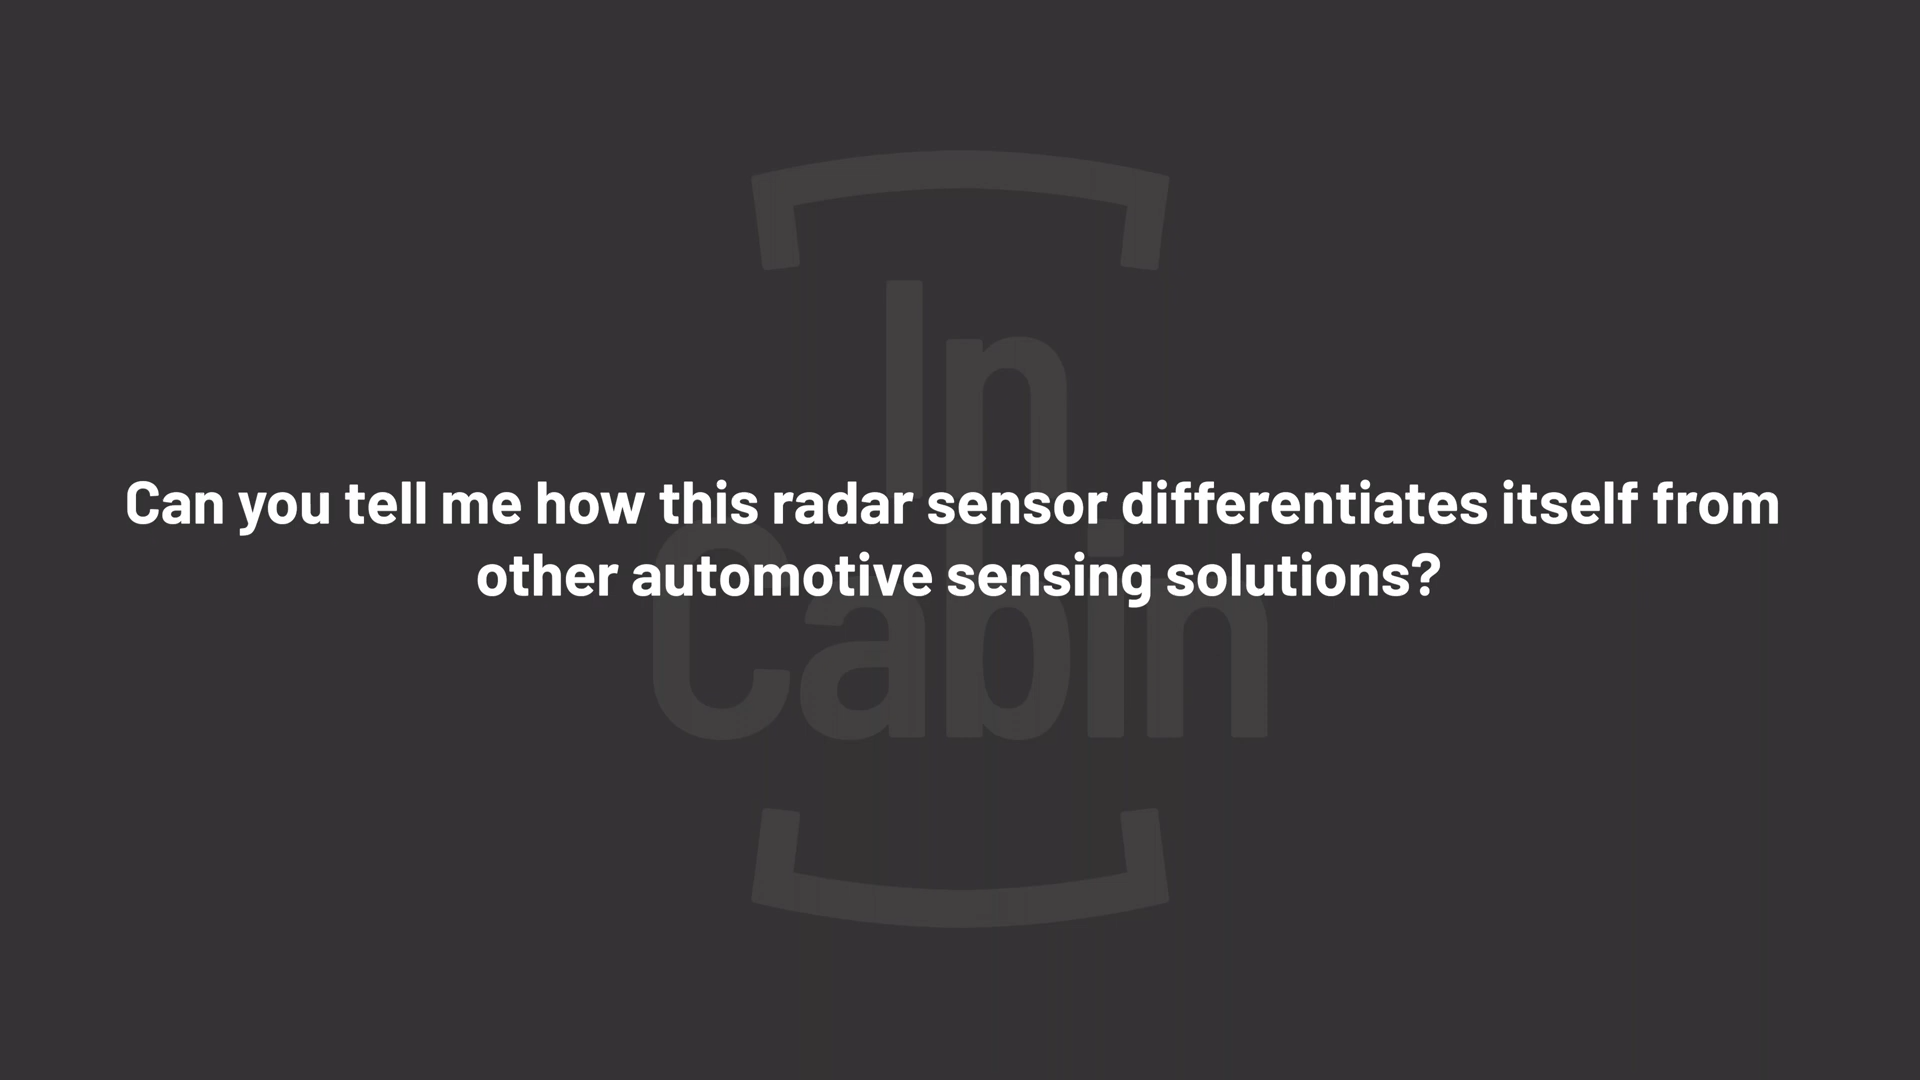 In
Cabin
Can you tell me how this radar sensor differentiates itself from
other automotive sensing solutions?